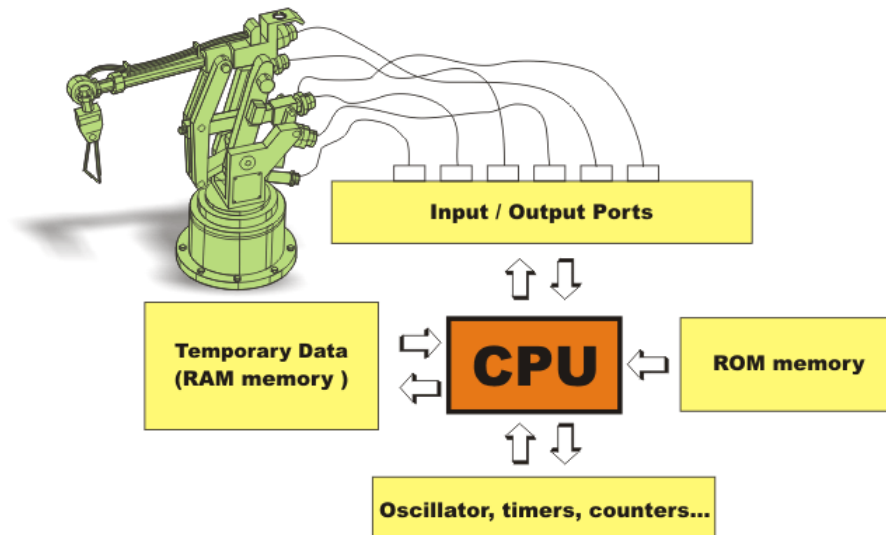 Input / Output Ports
Temporary Data
(RAM memory )
CPU
ROM memory
Oscillator, timers, counters...